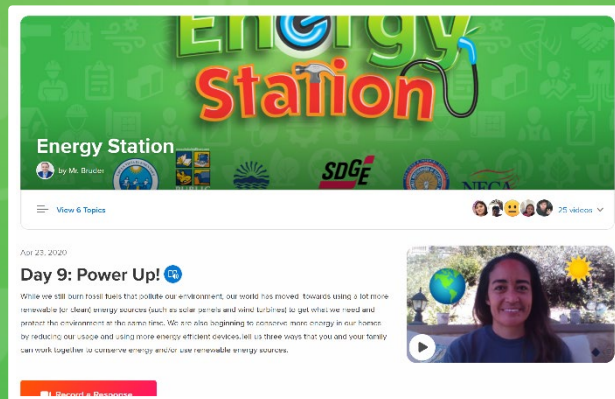 Energy
Station
Energy Station
by Mr. Bruder
SDGE
NECA
View 6 Topics
25 videos
Apr 23, 2020
Day 9: Power Up!
While we still burn fossil fuels that pollute our environment, our world has moved towards using a lot more
renewable (or clean) energy sources (such as solar panels and wind turbines) to get what we need and
protect the environment at the same time. We are also beginning to conserve more energy in our homes
by reducing our usage and using more energy efficient devices.Tell us three ways that you and your family
can work together to conserve energy and/or use renewable energy sources.
Record a Response